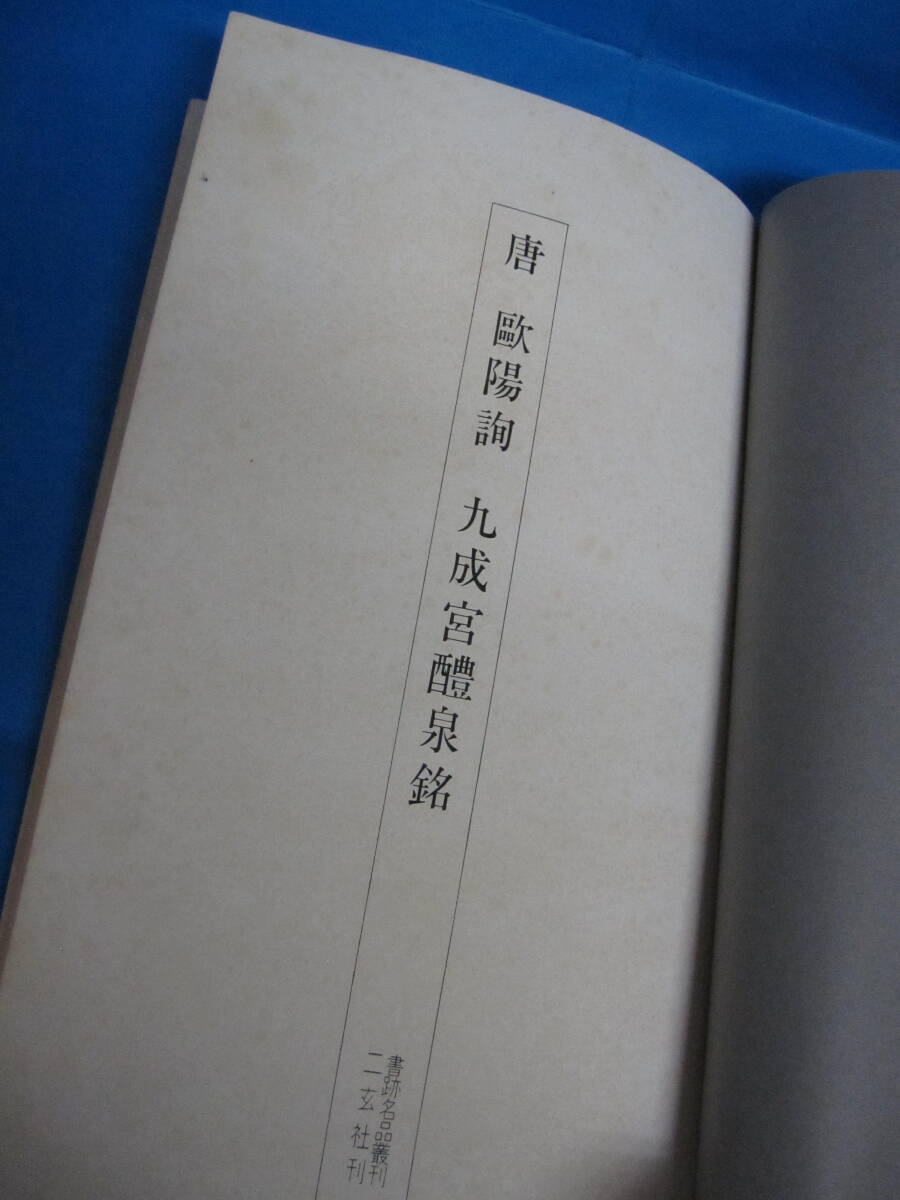 唐 歐陽詢 九成宮醴泉銘
書跡名品叢刊
二玄社刊